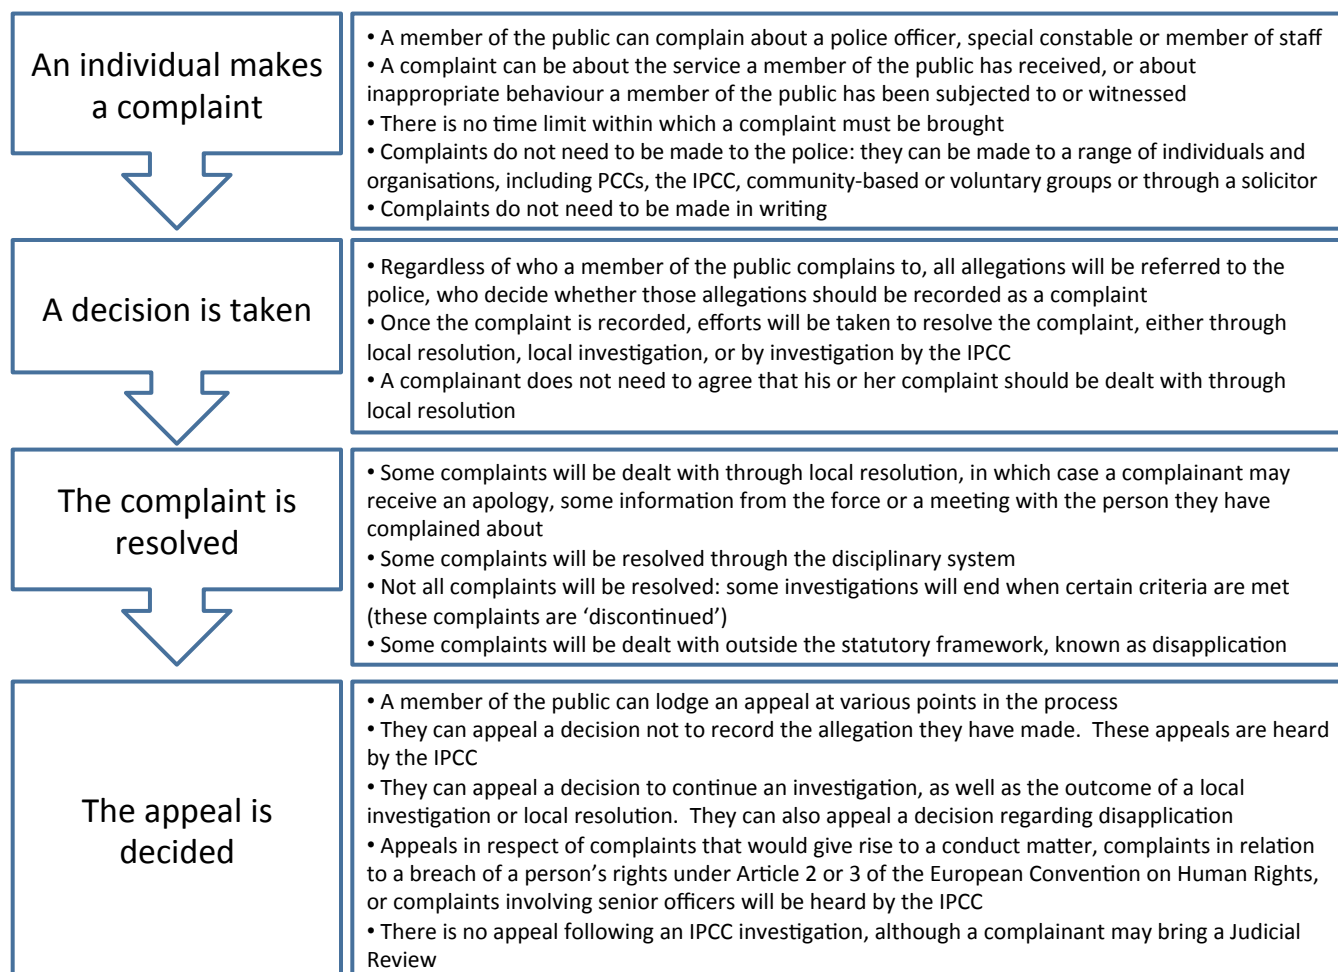 An individual makes
a complaint
• A member of the public can complain about a police officer, special constable or member of staff
• A complaint can be about the service a member of the public has received, or about
inappropriate behaviour a member of the public has been subjected to or witnessed
• There is no time limit within which a complaint must be brought
• Complaints do not need to be made to the police: they can be made to a range of individuals and
organisations, including PCCs, the IPCC, community-based or voluntary groups or through a solicitor
• Complaints do not need to be made in writing
A decision is taken
• Regardless of who a member of the public complains to, all allegations will be referred to the
police, who decide whether those allegations should be recorded as a complaint
• Once the complaint is recorded, efforts will be taken to resolve the complaint, either through
local resolution, local investigation, or by investigation by the IPCC
• A complainant does not need to agree that his or her complaint should be dealt with through
local resolution
The complaint is
resolved
• Some complaints will be dealt with through local resolution, in which case a complainant may
receive an apology, some information from the force or a meeting with the person they have
complained about
• Some complaints will be resolved through the disciplinary system
• Not all complaints will be resolved: some investigations will end when certain criteria are met
(these complaints are ‘discontinued’)
• Some complaints will be dealt with outside the statutory framework, known as disapplication
The appeal is
decided
• A member of the public can lodge an appeal at various points in the process
• They can appeal a decision not to record the allegation they have made.  These appeals are heard
by the IPCC
• They can appeal a decision to continue an investigation, as well as the outcome of a local
investigation or local resolution.  They can also appeal a decision regarding disapplication
• Appeals in respect of complaints that would give rise to a conduct matter, complaints in relation
to a breach of a person’s rights under Article 2 or 3 of the European Convention on Human Rights,
or complaints involving senior officers will be heard by the IPCC
• There is no appeal following an IPCC investigation, although a complainant may bring a Judicial
Review